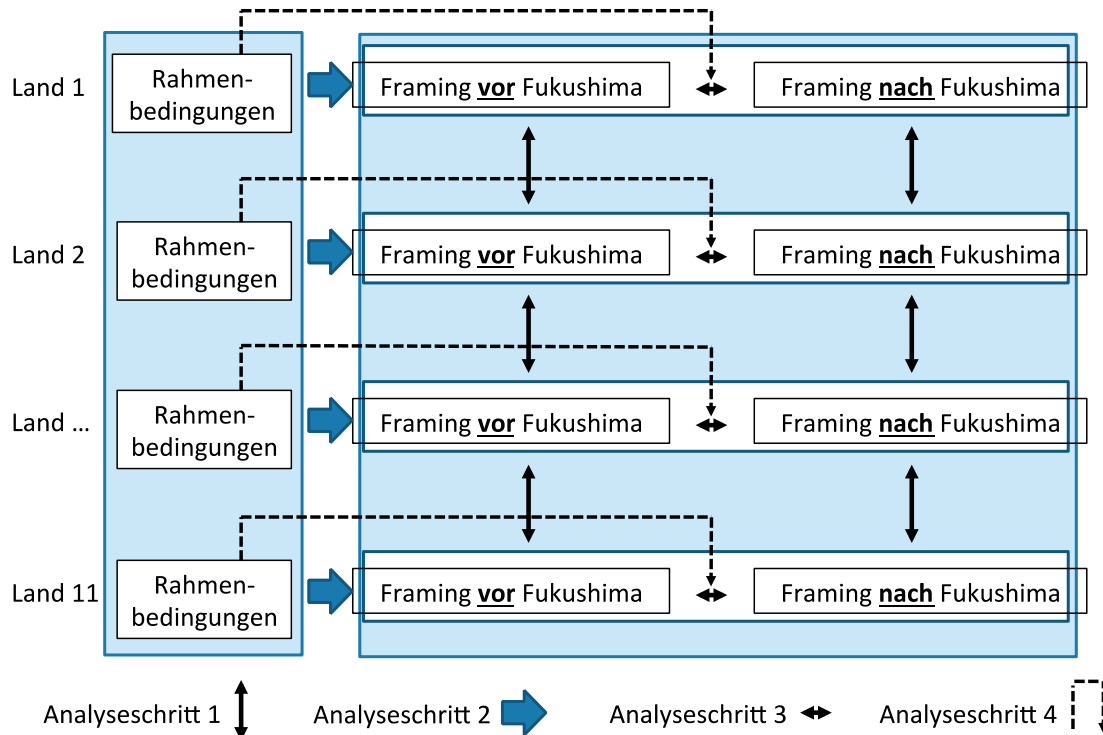 Land 1
Rahmen-
bedingungen
Framing vor Fukushima
Framing nach Fukushima
Land 2
Rahmen-
bedingungen
Framing vor Fukushima
Framing nach Fukushima
Land ...
Rahmen-
bedingungen
Framing vor Fukushima
Framing nach Fukushima
Land 11
Rahmen-
bedingungen
Framing vor Fukushima
Framing nach Fukushima
Analyseschritt 1
Analyseschritt 2
Analyseschritt 3
Analyseschritt 4